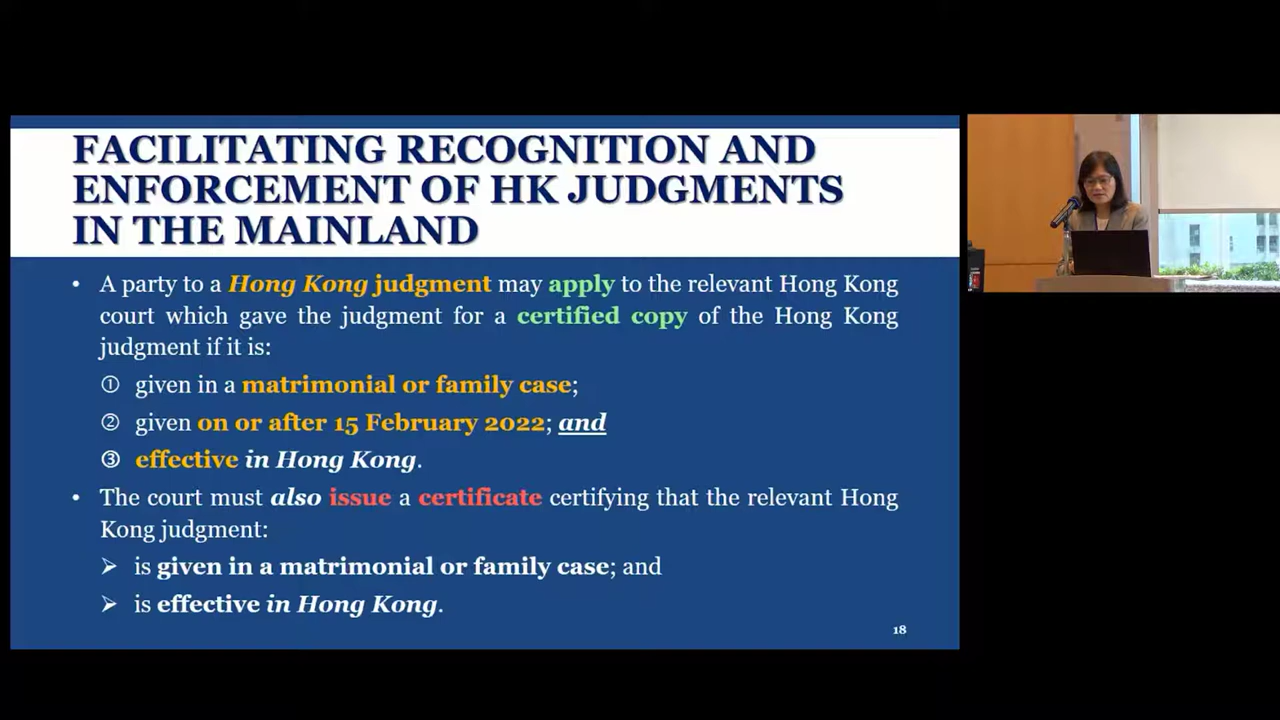 FACILITATING RECOGNITION AND
ENFORCEMENT OF HK JUDGMENTS
IN THE MAINLAND
• A party to a Hong Kong judgment may apply to the relevant Hong Kong
court which gave the judgment for a certified copy of the Hong Kong
judgment if it is:
① given in a matrimonial or family case;
② given on or after 15 February 2022; and
③ effective in Hong Kong.
• The court must also issue a certificate certifying that the relevant Hong
Kong judgment:
➢ is given in a matrimonial or family case; and
➢ is effective in Hong Kong.
18